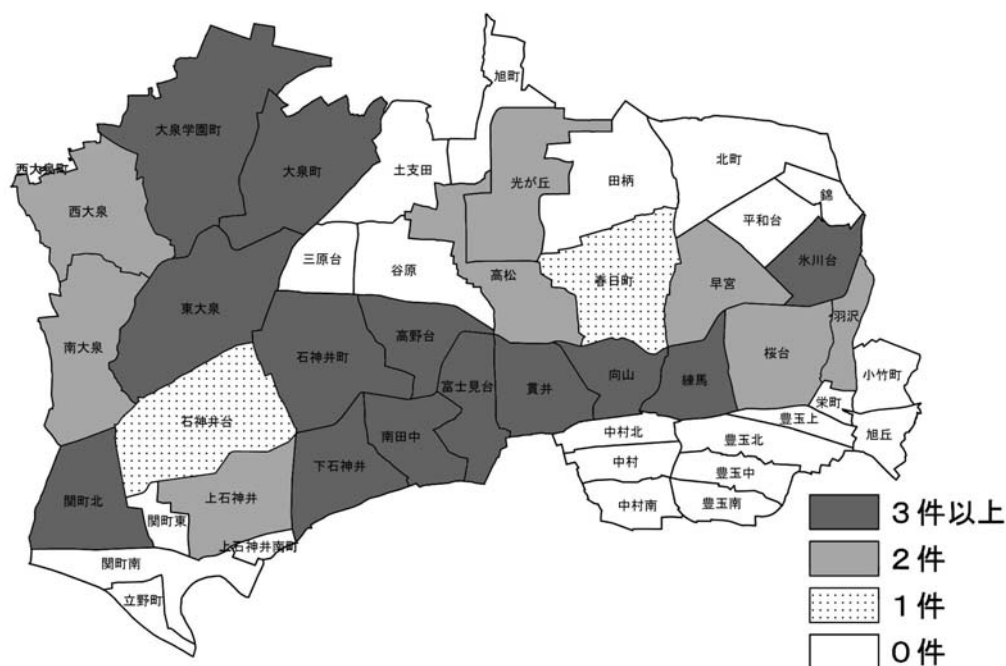 旭町
大泉学園町
北町
西大泉町
大泉町
土支田
光が丘
田柄
錦
西大泉
平和台
三原台
谷原
高松
春日町
早宮
氷川台
東大泉
羽沢
南大泉
石神井町
高野台
桜台
富士見台
貫井
向山
練馬
小竹町
栄町
石神井台
豊玉上
南田中
中村北
豊玉北
旭丘
下石神井
中村
豊玉中
関町北
上石神井
中村南
豊玉南
関町東
上石神井南町
関町南
立野町
3件以上
2件
1件
0件